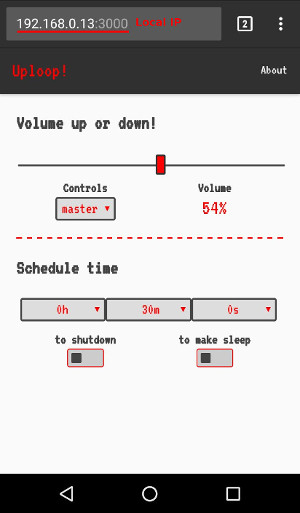 192.168.0.13:3000 Local IP 2
Uploop! About
Volume up or down!
Controls Volume
master 54%
Schedule time
0h 30m 0s
to shutdown to make sleep